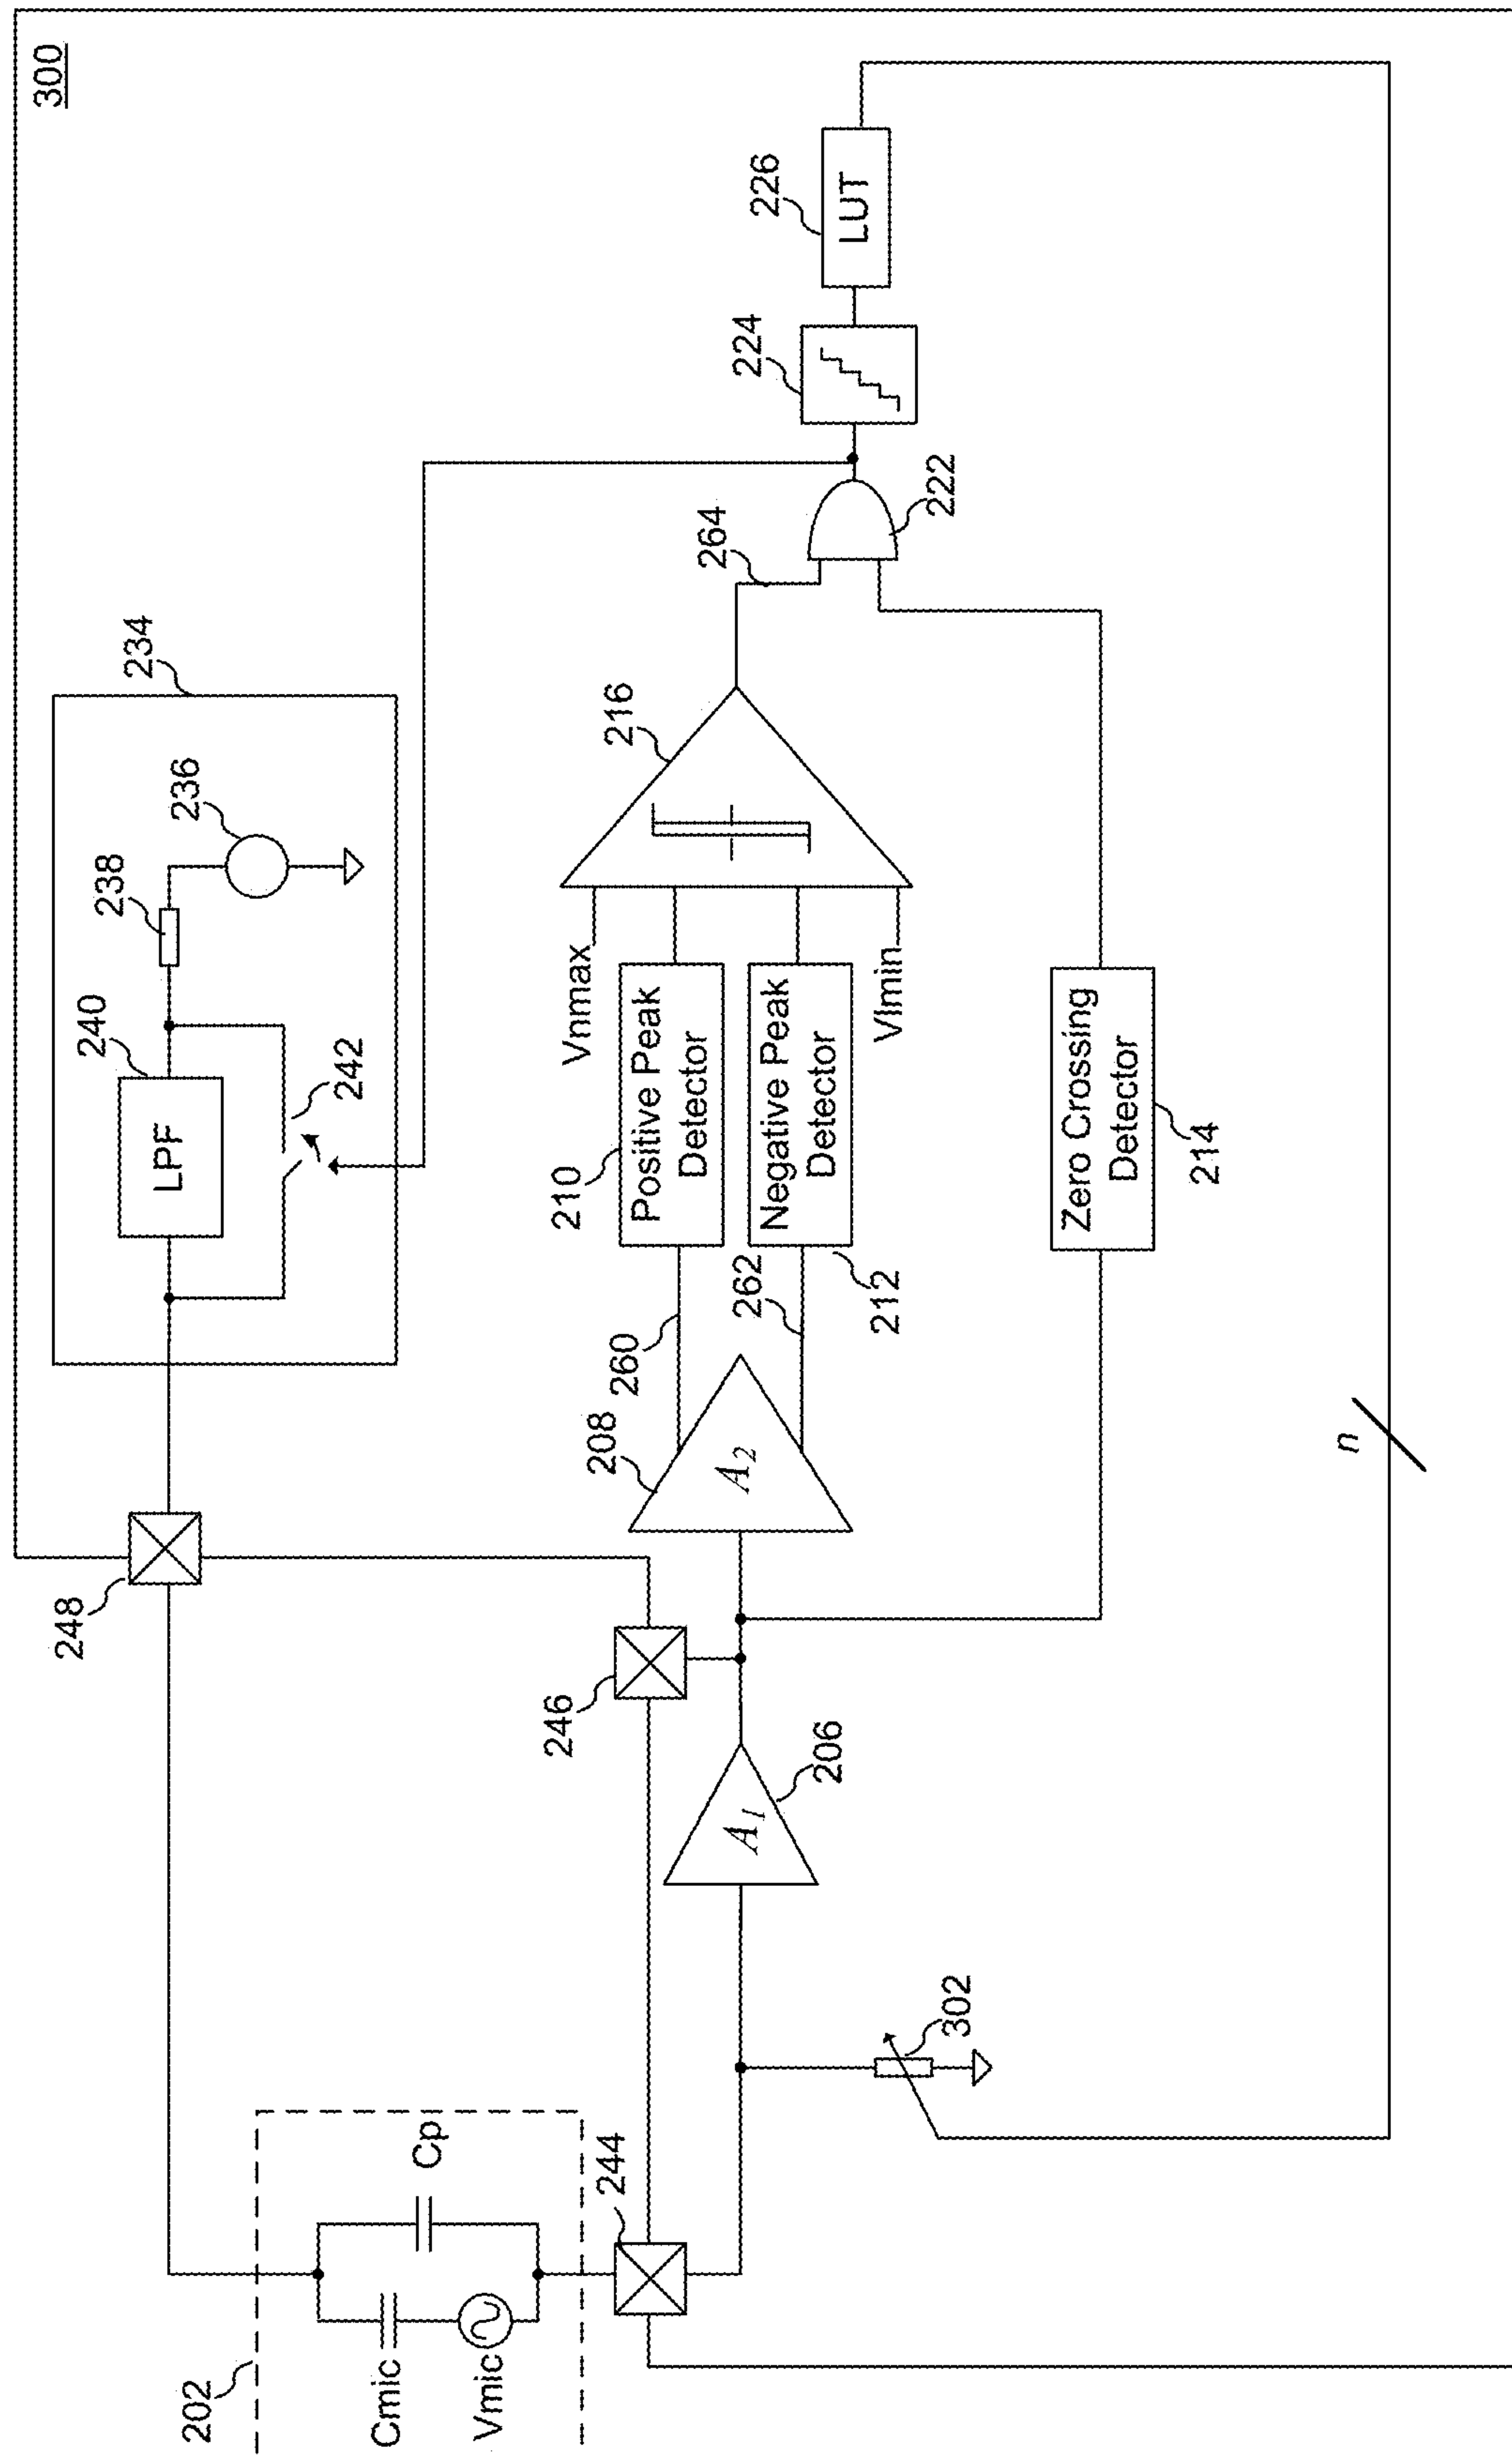 300
234
240
238
236
LPF
242
248
202
Cmic
Cp
Vmic
244
246
208
A2
260
262
210
Positive Peak
Detector
Negative Peak
Detector
212
Vnmax
Vlmin
216
264
222
224
226
LUT
A1
206
302
Zero Crossing
Detector
214
n